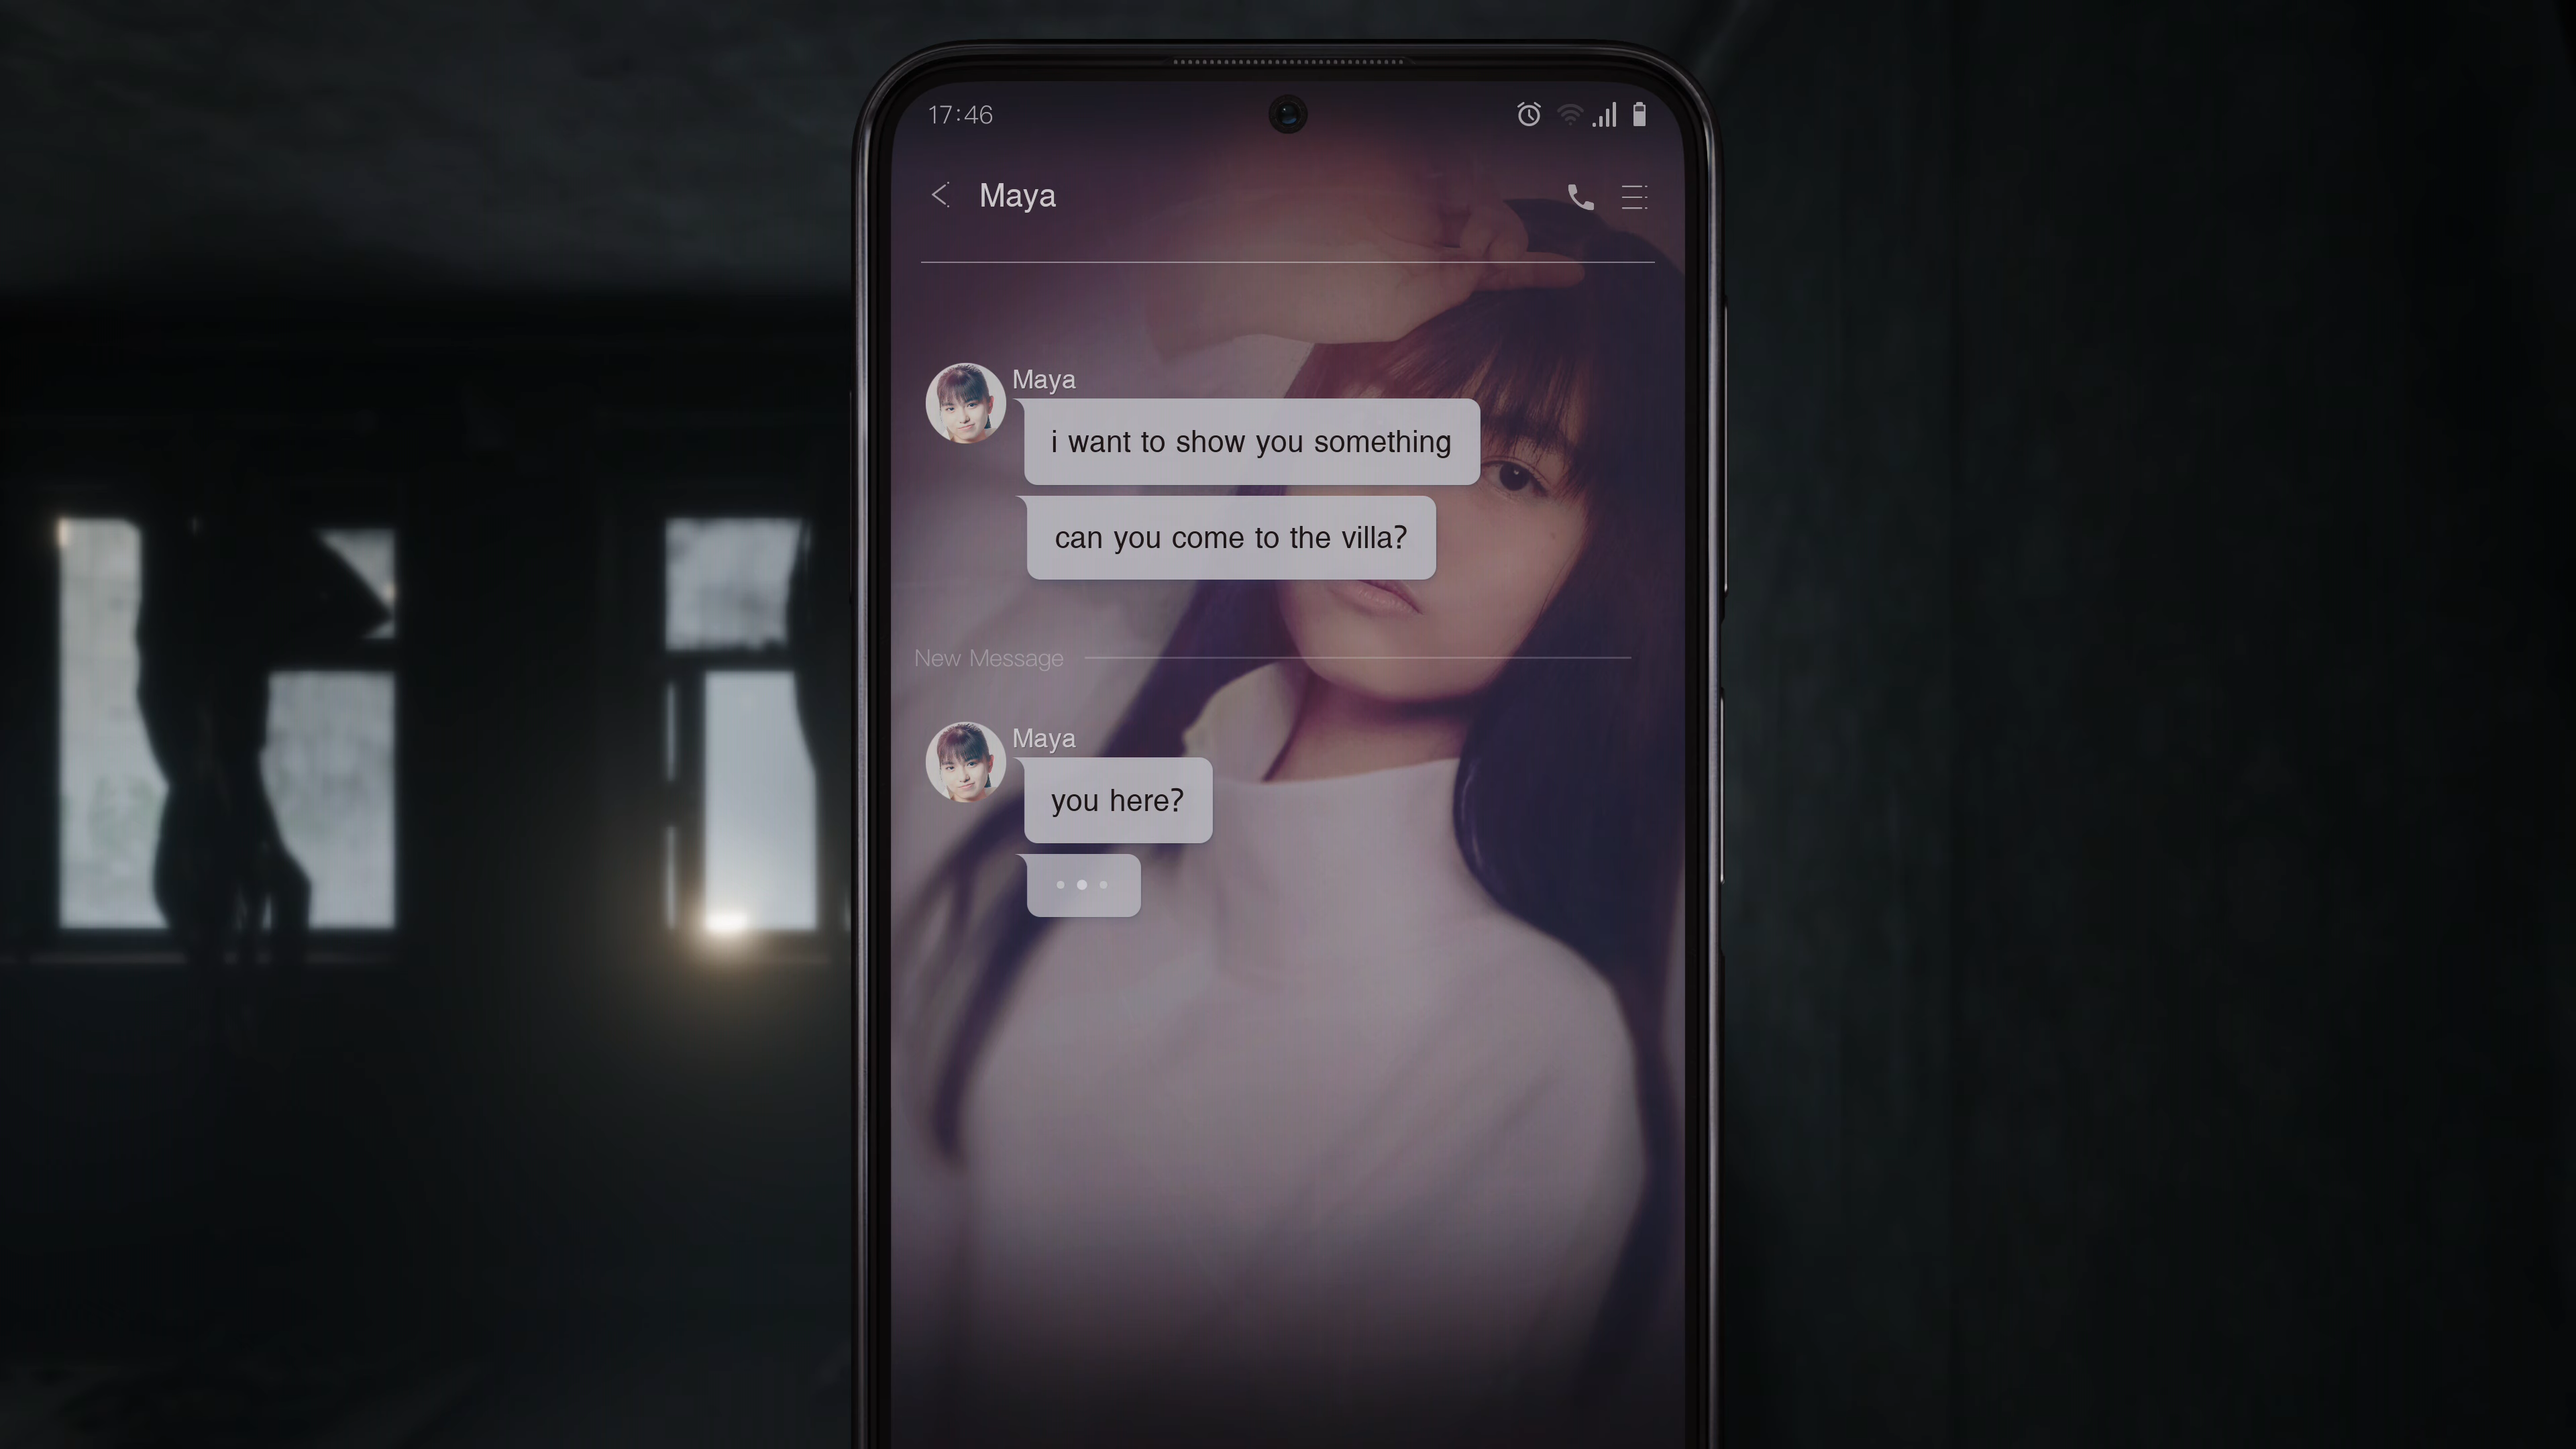 17:46
Maya
Maya
i want to show you something
can you come to the villa?
New Message
Maya
you here?